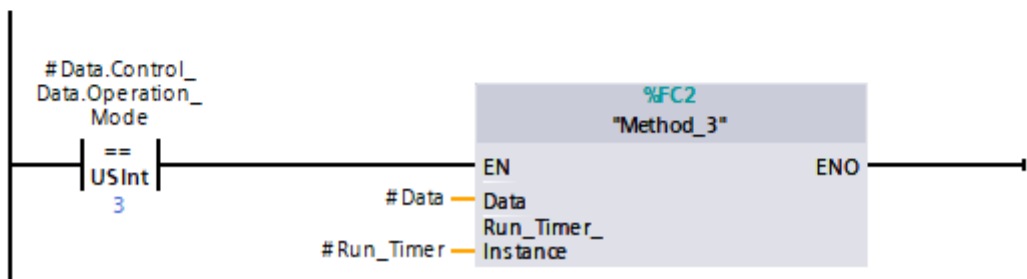 #Data.Control_
Data.Operation_
Mode
==
USInt
3
%FC2
"Method_3"
EN
ENO
#Data
Data
Run_Timer_
#Run_Timer
Instance